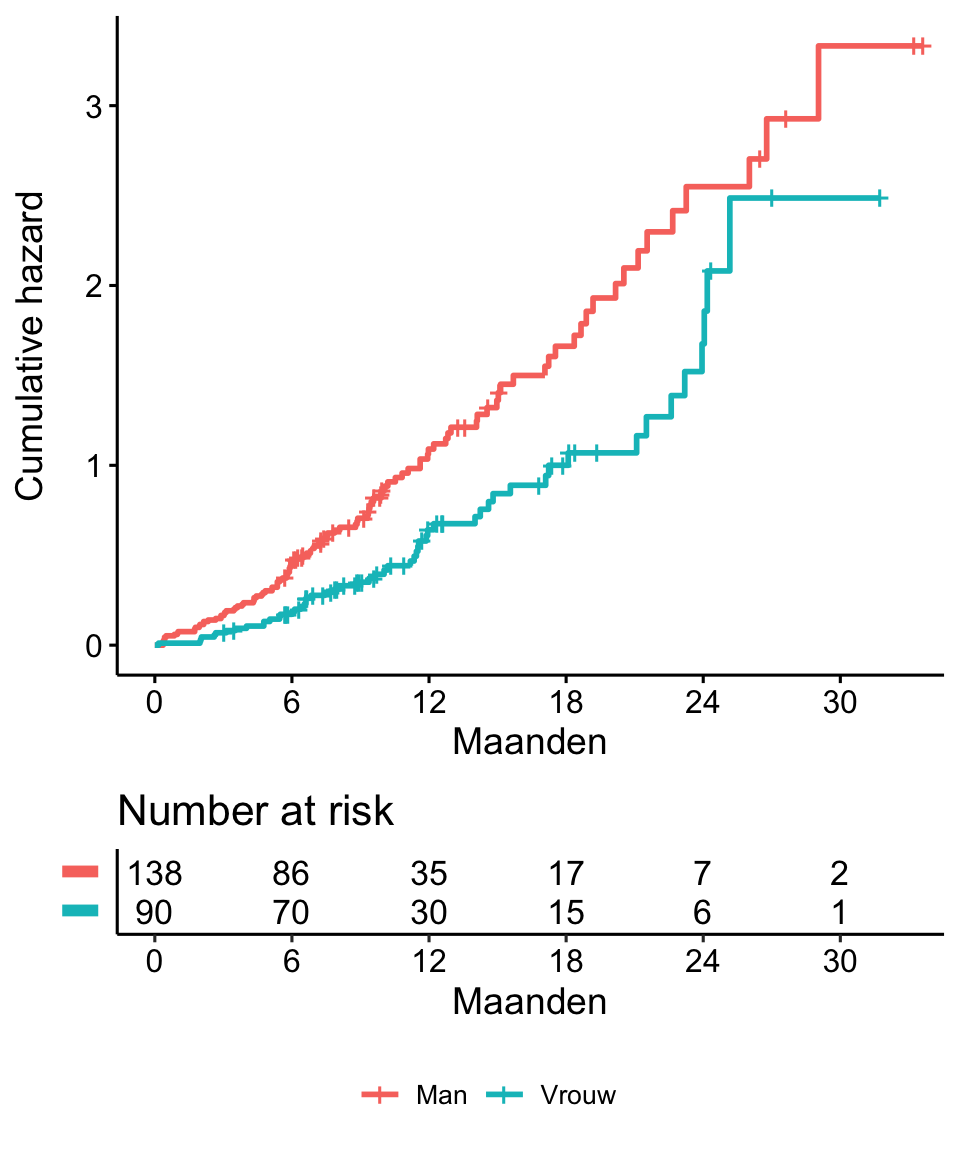 Cumulative hazard
3
2
1
0
0 6 12 18 24 30
Maanden
Number at risk
138 86 35 17 7 2
90 70 30 15 6 1
0 6 12 18 24 30
Maanden
Man Vrouw